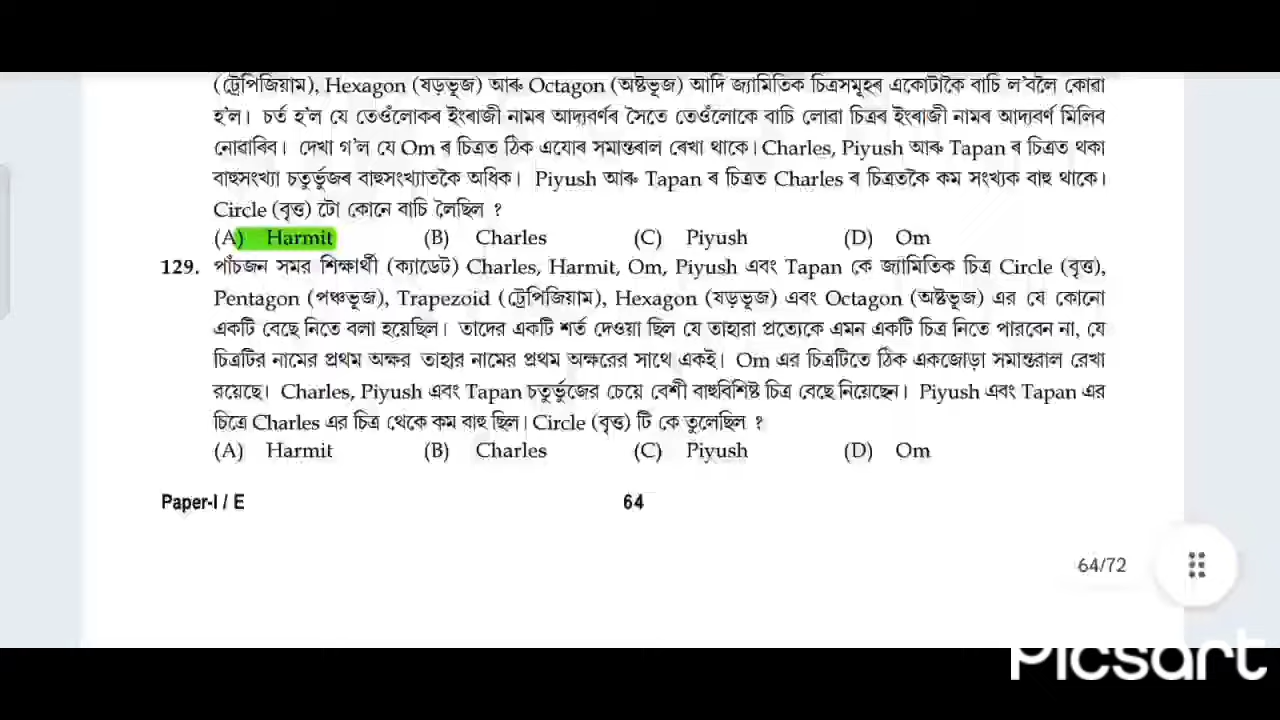 (ট্ৰেপিজিয়াম), Hexagon (ষড়ভূজ) আৰু Octagon (অষ্টভূজ) আদি জ্যামিতিক চিত্ৰসমূহৰ একোটাকৈ বাচি ল'বলৈ কোৱা
হ'ল। চৰ্ত হ'ল যে তেওঁলোকৰ ইংৰাজী নামৰ আদ্যবৰ্ণৰ সৈতে তেওঁলোকে বাচি লোৱা চিত্ৰৰ ইংৰাজী নামৰ আদ্যবৰ্ণ মিলিব
নোৱাৰিব। দেখা গ'ল যে Om ৰ চিত্ৰত ঠিক এযোৰ সমান্তৰাল ৰেখা থাকে। Charles, Piyush আৰু Tapan ৰ চিত্ৰত থকা
বাহুসংখ্যা চতুৰ্ভুজৰ বাহুসংখ্যাতকৈ অধিক। Piyush আৰু Tapan ৰ চিত্ৰত Charles ৰ চিত্ৰতকৈ কম সংখ্যক বাহু থাকে।
Circle (বৃত্ত) টো কোনে বাচি লৈছিল ?
(A) Harmit (B) Charles (C) Piyush (D) Om
129. পাঁচজন সমর শিক্ষার্থী (ক্যাডেট) Charles, Harmit, Om, Piyush এবং Tapan কে জ্যামিতিক চিত্র Circle (বৃত্ত),
Pentagon (পঞ্চভূজ), Trapezoid (ট্রেপিজিয়াম), Hexagon (ষড়ভূজ) এবং Octagon (অষ্টভূজ) এর যে কোনো
একটি বেছে নিতে বলা হয়েছিল। তাদের একটি শর্ত দেওয়া ছিল যে তাহারা প্রত্যেকে এমন একটি চিত্র নিতে পারবেন না, যে
চিত্রটির নামের প্রথম অক্ষর তাহার নামের প্রথম অক্ষরের সাথে একই। Om এর চিত্রটিতে ঠিক একজোড়া সমান্তরাল রেখা
রয়েছে। Charles, Piyush এবং Tapan চতুর্ভুজের চেয়ে বেশী বাহুবিশিষ্ট চিত্র বেছে নিয়েছেন। Piyush এবং Tapan এর
চিত্রে Charles এর চিত্র থেকে কম বাহু ছিল। Circle (বৃত্ত) টি কে তুলেছিল ?
(A) Harmit (B) Charles (C) Piyush (D) Om
Paper-I / E 64
64/72
Picsart